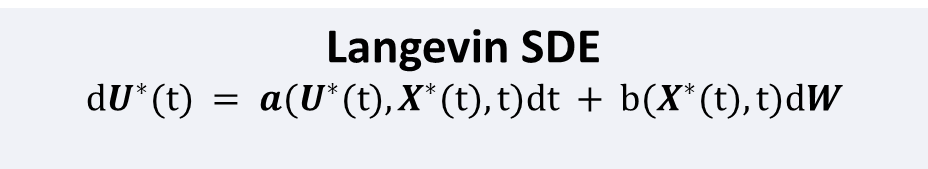 Langevin SDE
d𝑼*(t) = 𝒂(𝑼*(t), 𝑿*(t), t)dt + b(𝑿*(t), t)d𝑾